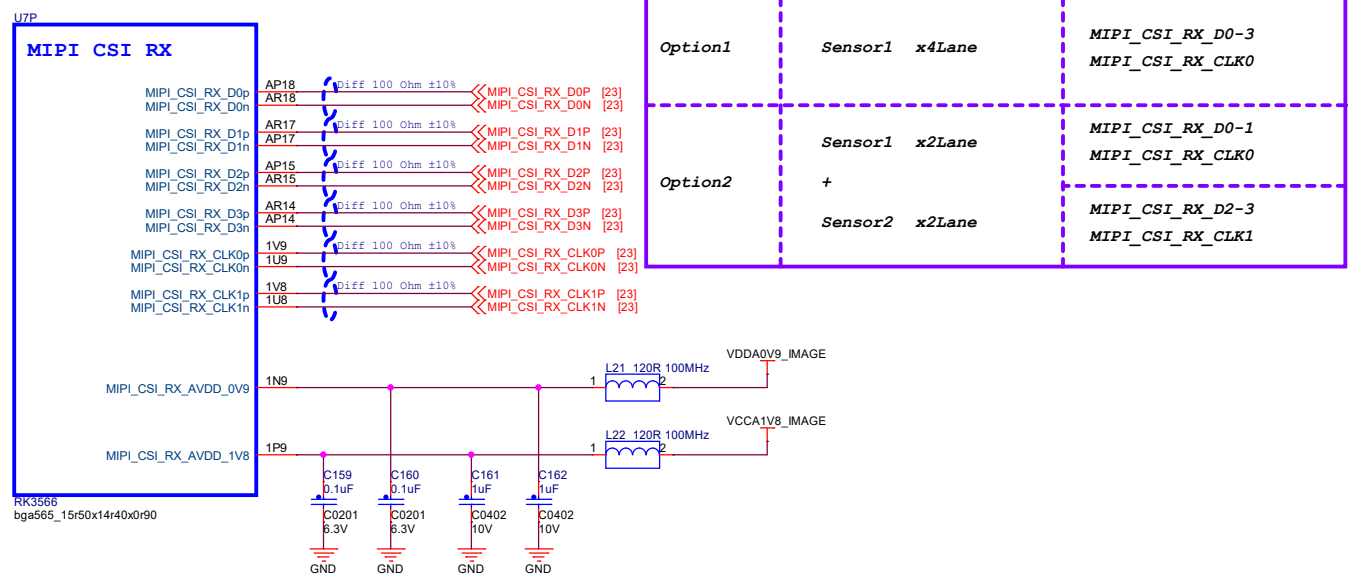 U7P
MIPI CSI RX
MIPI_CSI_RX_D0p AP18 Diff 100 Ohm ±10% MIPI_CSI_RX_D0P [23]
MIPI_CSI_RX_D0n AR18 MIPI_CSI_RX_D0N [23]
MIPI_CSI_RX_D1p AR17 Diff 100 Ohm ±10% MIPI_CSI_RX_D1P [23]
MIPI_CSI_RX_D1n AP17 MIPI_CSI_RX_D1N [23]
MIPI_CSI_RX_D2p AP15 Diff 100 Ohm ±10% MIPI_CSI_RX_D2P [23]
MIPI_CSI_RX_D2n AR15 MIPI_CSI_RX_D2N [23]
MIPI_CSI_RX_D3p AR14 Diff 100 Ohm ±10% MIPI_CSI_RX_D3P [23]
MIPI_CSI_RX_D3n AP14 MIPI_CSI_RX_D3N [23]
MIPI_CSI_RX_CLK0p 1V9 Diff 100 Ohm ±10% MIPI_CSI_RX_CLK0P [23]
MIPI_CSI_RX_CLK0n 1U9 MIPI_CSI_RX_CLK0N [23]
MIPI_CSI_RX_CLK1p 1V8 Diff 100 Ohm ±10% MIPI_CSI_RX_CLK1P [23]
MIPI_CSI_RX_CLK1n 1U8 MIPI_CSI_RX_CLK1N [23]
Option1 Sensor1 x4Lane MIPI_CSI_RX_D0-3
MIPI_CSI_RX_CLK0
Option2
Sensor1 x2Lane
+
Sensor2 x2Lane
MIPI_CSI_RX_D0-1
MIPI_CSI_RX_CLK0
MIPI_CSI_RX_D2-3
MIPI_CSI_RX_CLK1
VDDA0V9_IMAGE
L21 120R 100MHz
MIPI_CSI_RX_AVDD_0V9 1N9 1 2
VCCA1V8_IMAGE
L22 120R 100MHz
MIPI_CSI_RX_AVDD_1V8 1P9 1 2
C159 C160 C161 C162
0.1uF 0.1uF 1uF 1uF
C0201 C0201 C0402 C0402
6.3V 6.3V 10V 10V
GND GND GND GND
RK3566
bga565_15r50x14r40x0r90